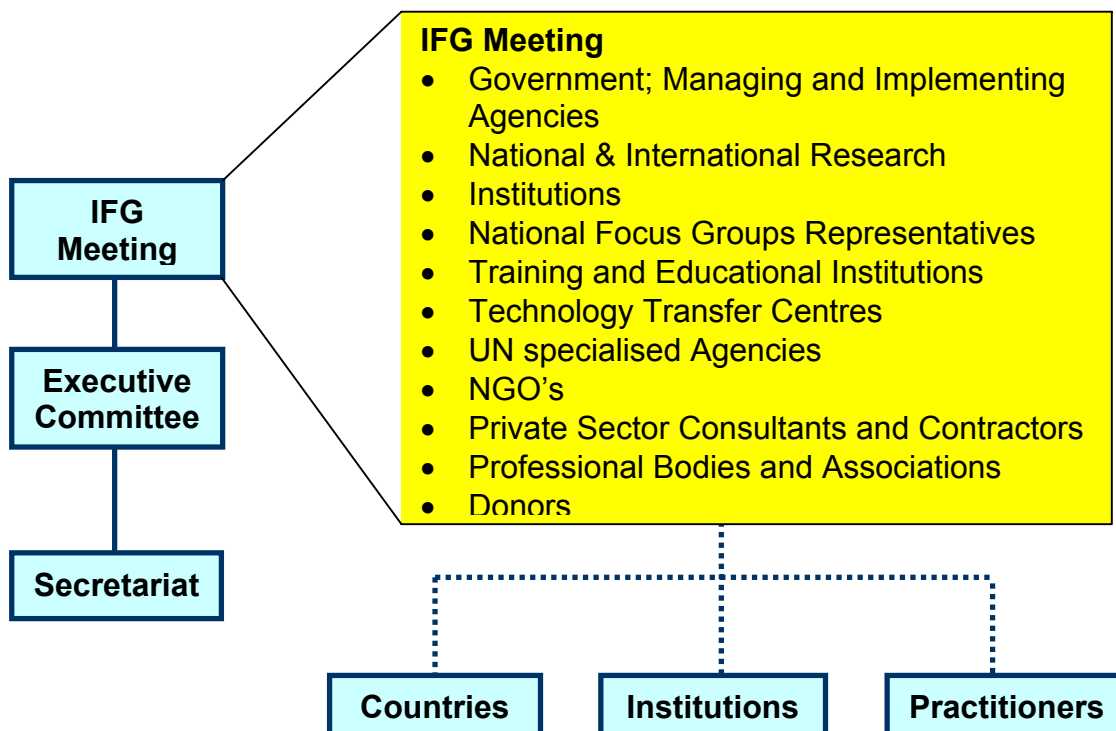 IFG Meeting
• Government; Managing and Implementing
Agencies
• National & International Research
• Institutions
• National Focus Groups Representatives
• Training and Educational Institutions
• Technology Transfer Centres
• UN specialised Agencies
• NGO’s
• Private Sector Consultants and Contractors
• Professional Bodies and Associations
• Donors
IFG
Meeting
Executive
Committee
Secretariat
Countries
Institutions
Practitioners